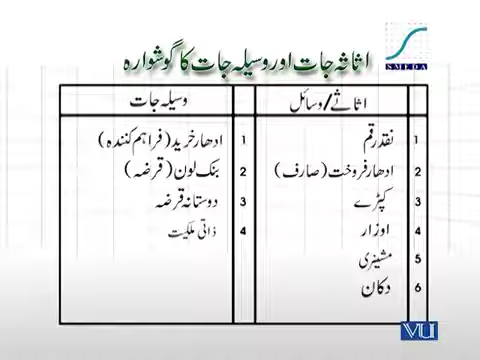 SMEDA
اثاثہ جات اور وسیلہ جات کا گوشوارہ
اثاثے/وسائل	وسیلہ جات
1 نقد رقم	1 ادھار خرید (فراہم کنندہ)
2 ادھار فروخت (صارف)	2 بنک لون (قرضہ)
3 کپڑے	3 دوستانہ قرضہ
4 اوزار	4 ذاتی ملکیت
5 مشینری
6 دکان
VU